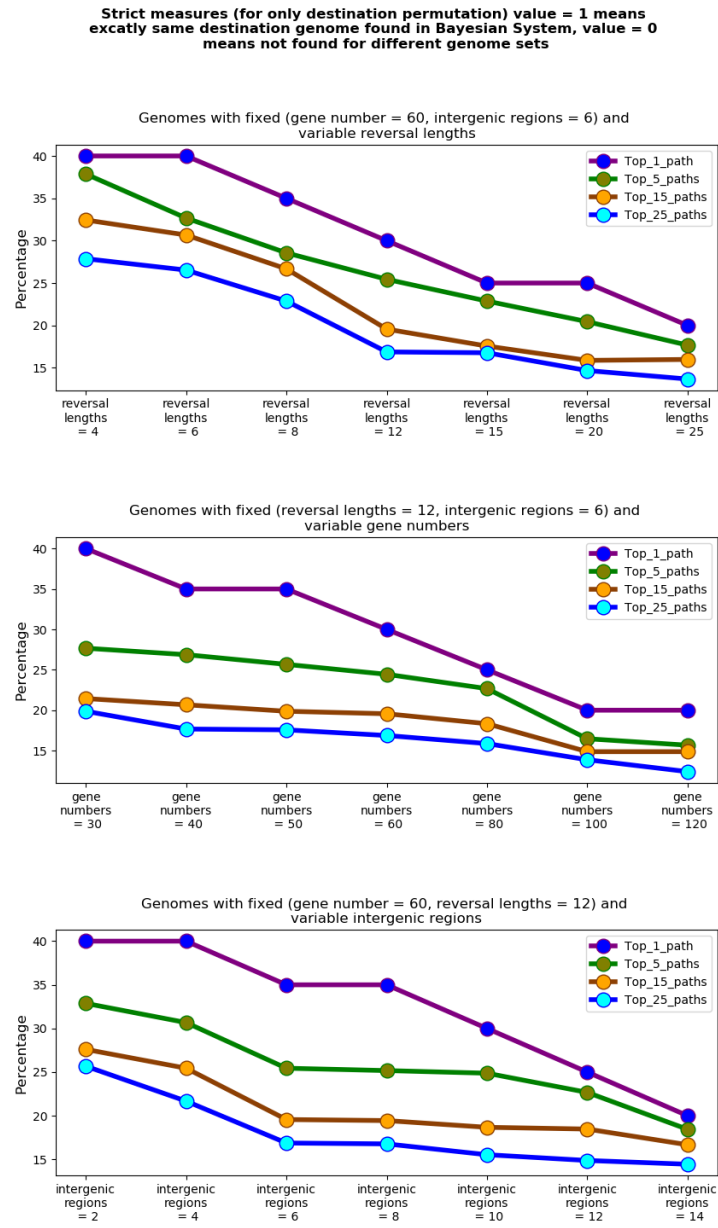 Strict measures (for only destination permutation) value = 1 means
excatly same destination genome found in Bayesian System, value = 0
means not found for different genome sets
Genomes with fixed (gene number = 60, intergenic regions = 6) and
variable reversal lengths
Percentage
40
35
30
25
20
15
Top_1_path
Top_5_paths
Top_15_paths
Top_25_paths
reversal
lengths
= 4
reversal
lengths
= 6
reversal
lengths
= 8
reversal
lengths
= 12
reversal
lengths
= 15
reversal
lengths
= 20
reversal
lengths
= 25
Genomes with fixed (reversal lengths = 12, intergenic regions = 6) and
variable gene numbers
Percentage
40
35
30
25
20
15
Top_1_path
Top_5_paths
Top_15_paths
Top_25_paths
gene
numbers
= 30
gene
numbers
= 40
gene
numbers
= 50
gene
numbers
= 60
gene
numbers
= 80
gene
numbers
= 100
gene
numbers
= 120
Genomes with fixed (gene number = 60, reversal lengths = 12) and
variable intergenic regions
Percentage
40
35
30
25
20
15
Top_1_path
Top_5_paths
Top_15_paths
Top_25_paths
intergenic
regions
= 2
intergenic
regions
= 4
intergenic
regions
= 6
intergenic
regions
= 8
intergenic
regions
= 10
intergenic
regions
= 12
intergenic
regions
= 14